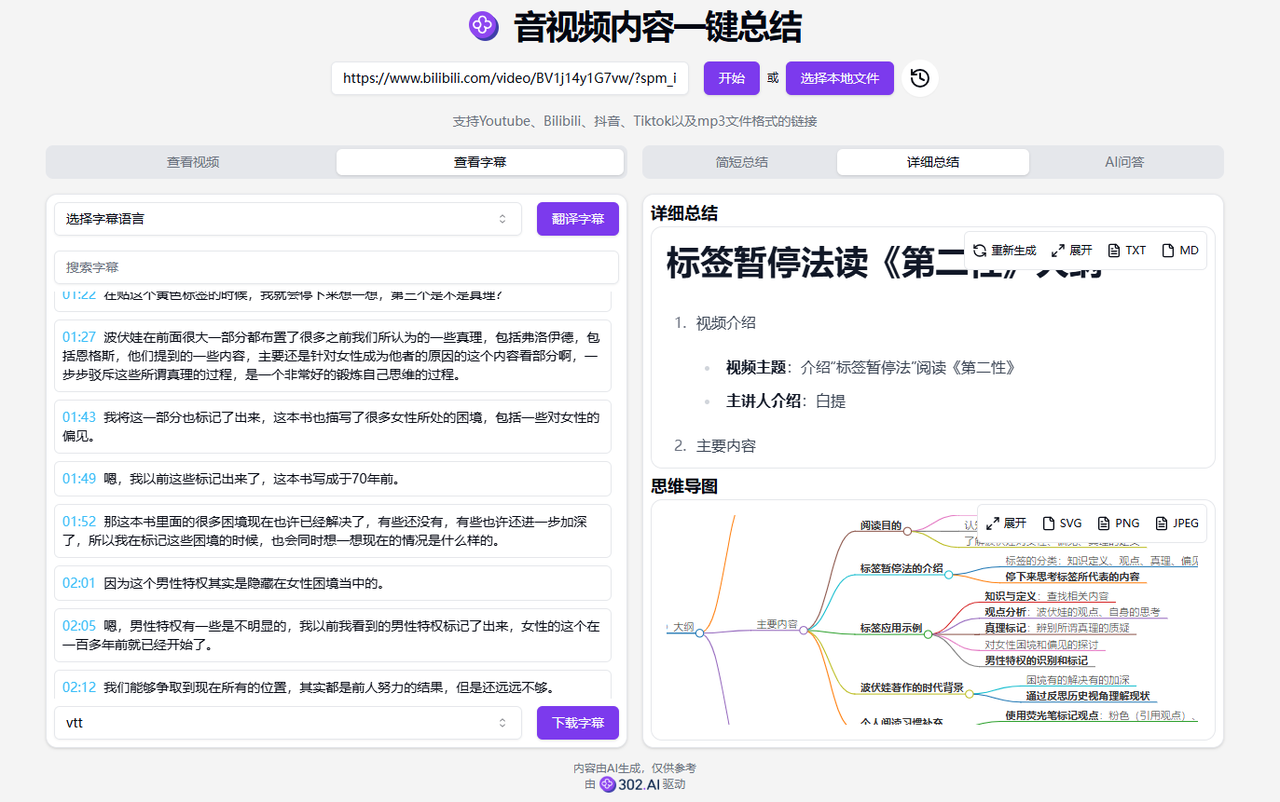 音视频内容一键总结
https://www.bilibili.com/video/BV1j14y1G7vw/?spm_i
开始
或
选择本地文件
支持Youtube、Bilibili、抖音、Tiktok以及mp3文件格式的链接
查看视频
查看字幕
选择字幕语言
翻译字幕
搜索字幕
01:22 在贴这个黄色标签的时候，我就会停下来想一想，第三个是不是真理？
01:27 波伏娃在前面很大一部分都布置了很多之前我们所认为的一些真理，包括弗洛伊德，包
括恩格斯，他们提到的一些内容，主要还是针对女性成为他者的原因的这个内容看部分啊，一
步步驳斥这些所谓真理的过程，是一个非常好的锻炼自己思维的过程。
01:43 我将这一部分也标记了出来，这本书也描写了很多女性所处的困境，包括一些对女性的
偏见。
01:49 嗯，我以前这些标记出来了，这本书写成于70年前。
01:52 那这本书里面的很多困境现在也许已经解决了，有些还没有，有些也许还进一步加深
了，所以我在标记这些困境的时候，也会同时想一想现在的情况是什么样的。
02:01 因为这个男性特权其实是隐藏在女性困境当中的。
02:05 嗯，男性特权有一些是不明显的，我以前我看到的男性特权标记了出来，女性的这个在
一百多年前就已经开始了。
02:12 我们能够争取到现在所有的位置，其实都是前人努力的结果，但是还远远不够。
vtt
下载字幕
简短总结
详细总结
AI问答
详细总结
重新生成
展开
TXT
MD
标签暂停法读《第二性》大纲
1. 视频介绍
视频主题：介绍“标签暂停法”阅读《第二性》
主讲人介绍：白提
2. 主要内容
思维导图
展开
SVG
PNG
JPEG
大纲
主要内容
阅读目的
标签暂停法的介绍
标签的分类：知识定义、观点、真理、偏见
停下来思考标签所代表的内容
标签应用示例
知识与定义：查找相关内容
观点分析：波伏娃的观点、自身的思考
真理标记：辨别所谓真理的质疑
对女性困境和偏见的探讨
男性特权的识别和标记
波伏娃著作的时代背景
困境有的解决有的加深
通过反思历史视角理解现状
个人阅读习惯补充
使用荧光笔标记观点：粉色（引用观点）、
内容由AI生成，仅供参考
由 302.AI 驱动